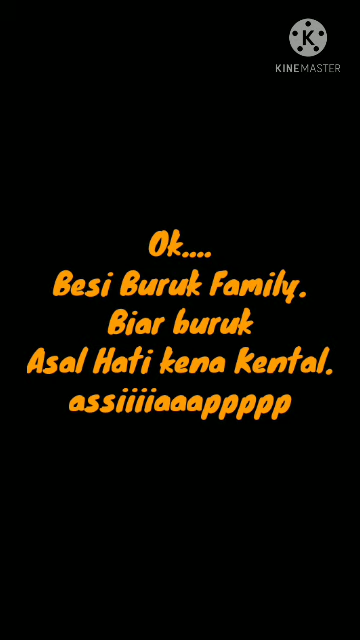 K
KINEMASTER
Ok....
Besi Buruk Family.
Biar buruk
Asal Hati kena Kental.
assiiiiaaappppp